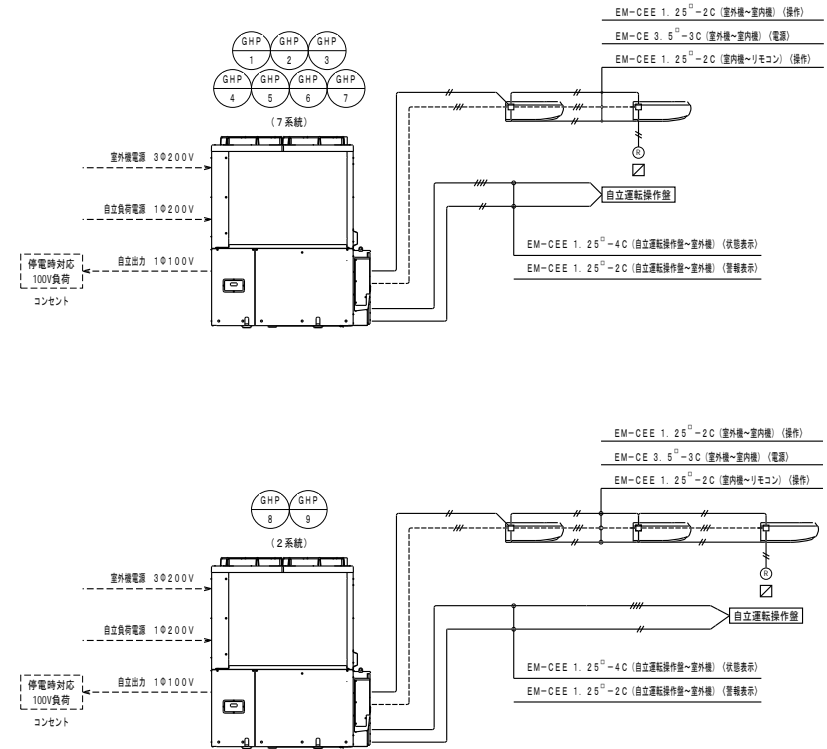 EM-CEE 1.25□-2C (室外機~室内機) (操作)
EM-CE 3.5□-3C (室外機~室内機) (電源)
EM-CEE 1.25□-2C (室内機~リモコン) (操作)
GHP 1
GHP 2
GHP 3
GHP 4
GHP 5
GHP 6
GHP 7
(7系統)
室外機電源 3Φ200V
R
自立運転操作盤
自立負荷電源 1Φ200V
EM-CEE 1.25□-4C (自立運転操作盤~室外機) (状態表示)
自立出力 1Φ100V
停電時対応
100V負荷
EM-CEE 1.25□-2C (自立運転操作盤~室外機) (警報表示)
コンセント
EM-CEE 1.25□-2C (室外機~室内機) (操作)
EM-CE 3.5□-3C (室外機~室内機) (電源)
EM-CEE 1.25□-2C (室内機~リモコン) (操作)
GHP 8
GHP 9
(2系統)
室外機電源 3Φ200V
R
自立運転操作盤
自立負荷電源 1Φ200V
EM-CEE 1.25□-4C (自立運転操作盤~室外機) (状態表示)
自立出力 1Φ100V
停電時対応
100V負荷
EM-CEE 1.25□-2C (自立運転操作盤~室外機) (警報表示)
コンセント